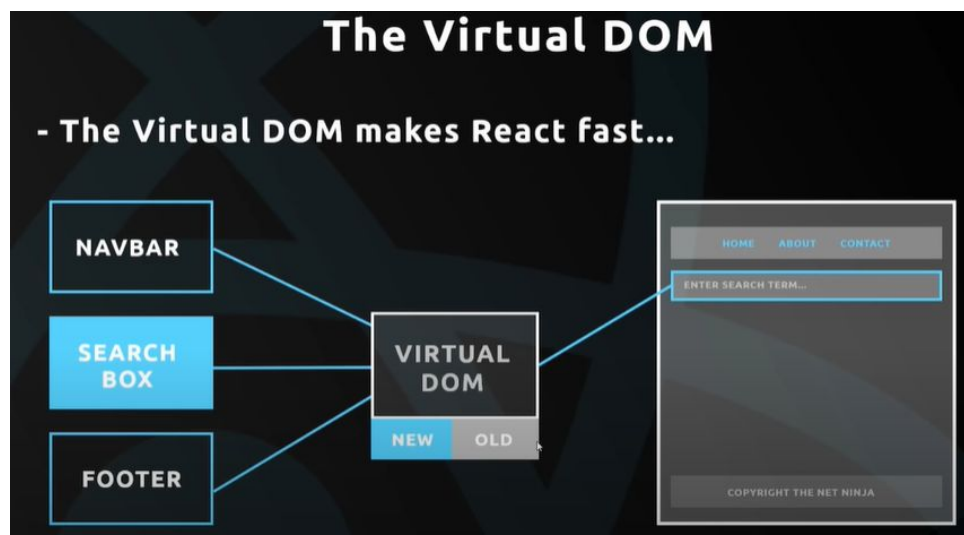 The Virtual DOM
- The Virtual DOM makes React fast...
NAVBAR
SEARCH
BOX
FOOTER
VIRTUAL
DOM
NEW OLD
HOME ABOUT CONTACT
ENTER SEARCH TERM...
COPYRIGHT THE NET NINJA